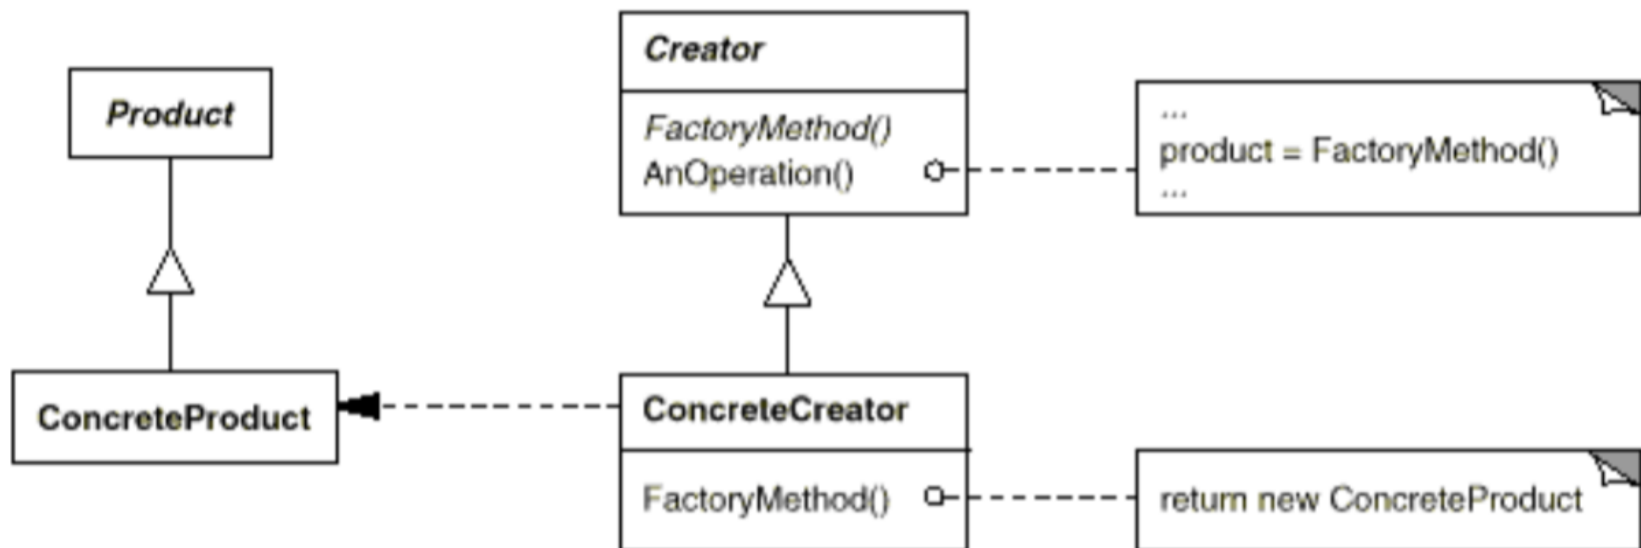 Product
ConcreteProduct
Creator
FactoryMethod()
AnOperation()
...
product = FactoryMethod()
...
ConcreteCreator
FactoryMethod()
return new ConcreteProduct